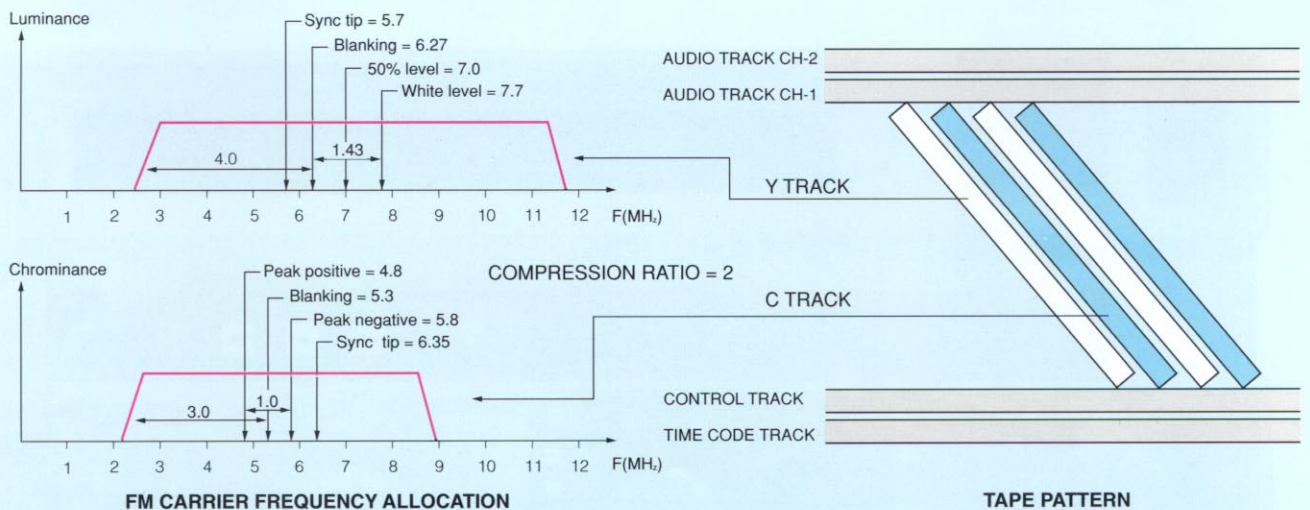 Luminance
Sync tip = 5.7
Blanking = 6.27
50% level = 7.0
White level = 7.7
4.0
1.43
1 2 3 4 5 6 7 8 9 10 11 12 F(MHz)
Chrominance
Peak positive = 4.8
Blanking = 5.3
Peak negative = 5.8
Sync tip = 6.35
3.0
1.0
1 2 3 4 5 6 7 8 9 10 11 12 F(MHz)
FM CARRIER FREQUENCY ALLOCATION
COMPRESSION RATIO = 2
AUDIO TRACK CH-2
AUDIO TRACK CH-1
Y TRACK
C TRACK
CONTROL TRACK
TIME CODE TRACK
TAPE PATTERN